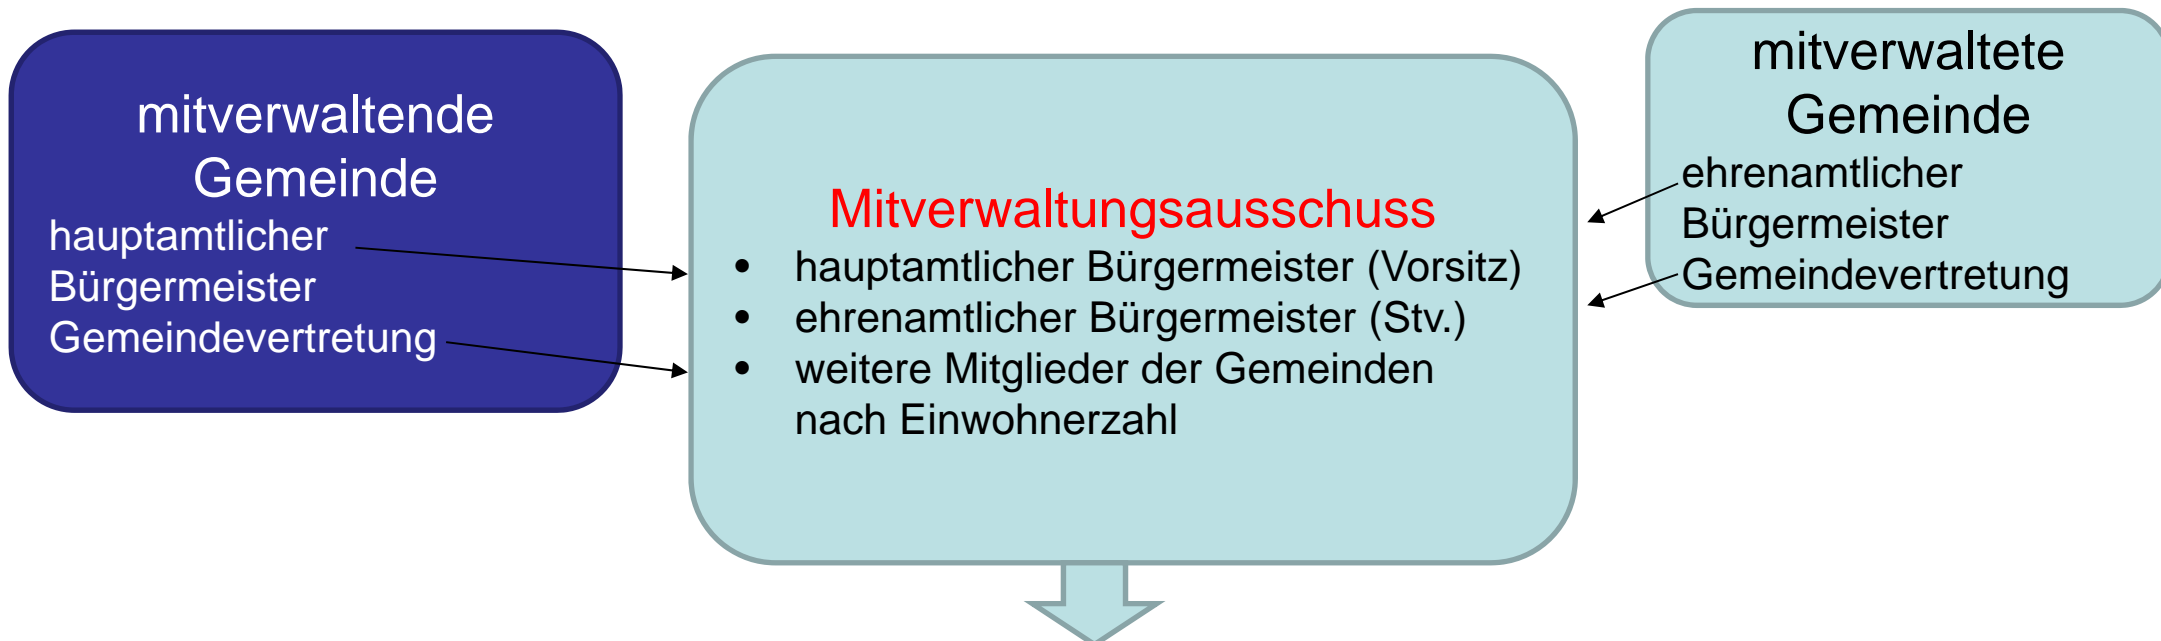 mitverwaltende
Gemeinde
hauptamtlicher
Bürgermeister
Gemeindevertretung
Mitverwaltungsausschuss
• hauptamtlicher Bürgermeister (Vorsitz)
• ehrenamtlicher Bürgermeister (Stv.)
• weitere Mitglieder der Gemeinden
nach Einwohnerzahl
mitverwaltete
Gemeinde
ehrenamtlicher
Bürgermeister
Gemeindevertretung